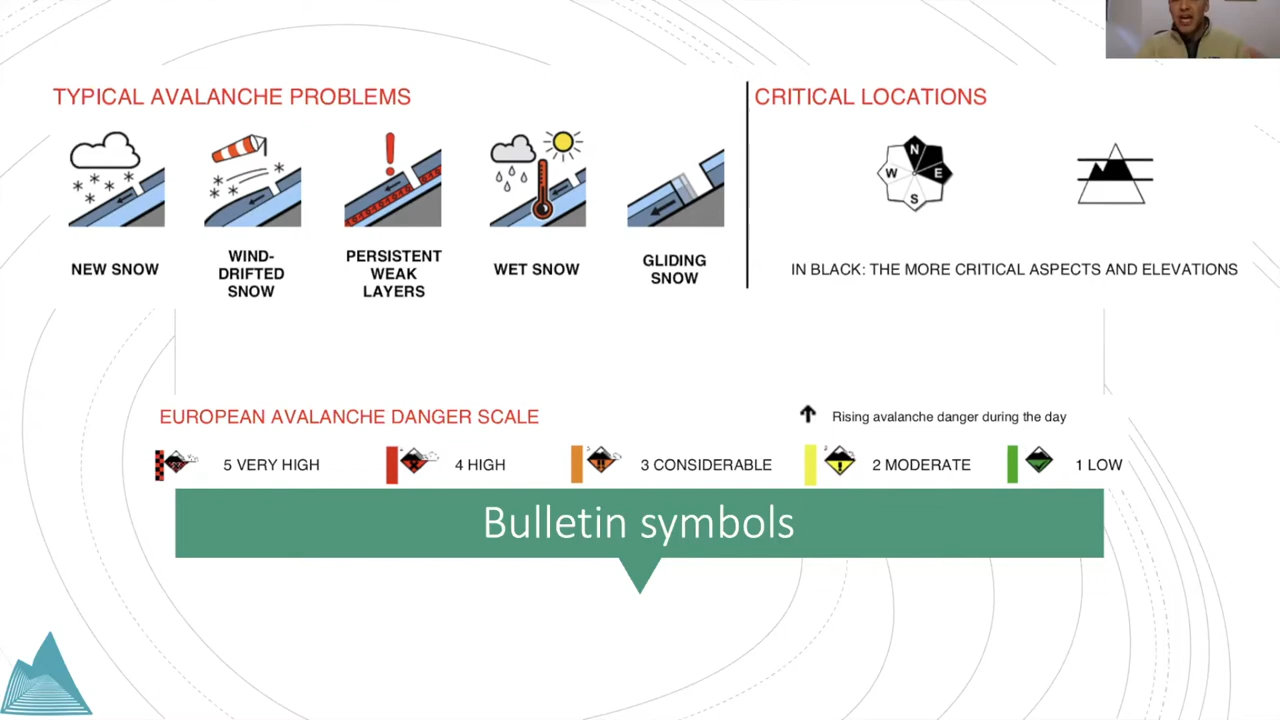 TYPICAL AVALANCHE PROBLEMS
CRITICAL LOCATIONS
N
W
E
S
NEW SNOW
WIND-
DRIFTED
SNOW
PERSISTENT
WEAK
LAYERS
WET SNOW
GLIDING
SNOW
IN BLACK: THE MORE CRITICAL ASPECTS AND ELEVATIONS
EUROPEAN AVALANCHE DANGER SCALE
Rising avalanche danger during the day
5 VERY HIGH
4 HIGH
3 CONSIDERABLE
2 MODERATE
1 LOW
Bulletin symbols